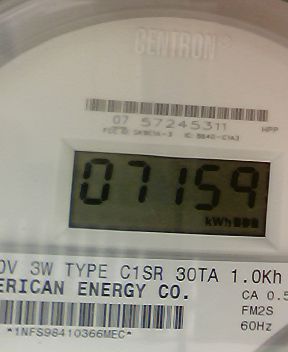 CENTRON
07 57245311
HPP
07159
kWh
0V 3W TYPE C1SR 30TA 1.0Kh
ERICAN ENERGY CO.
CA 0.5
FM2S
60Hz
*1NFS98410366MEC*